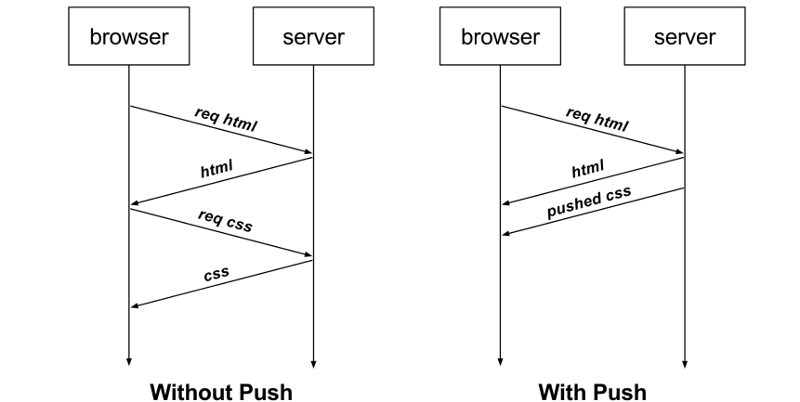 browser
server
req html
html
req css
css
Without Push
browser
server
req html
html
pushed css
With Push